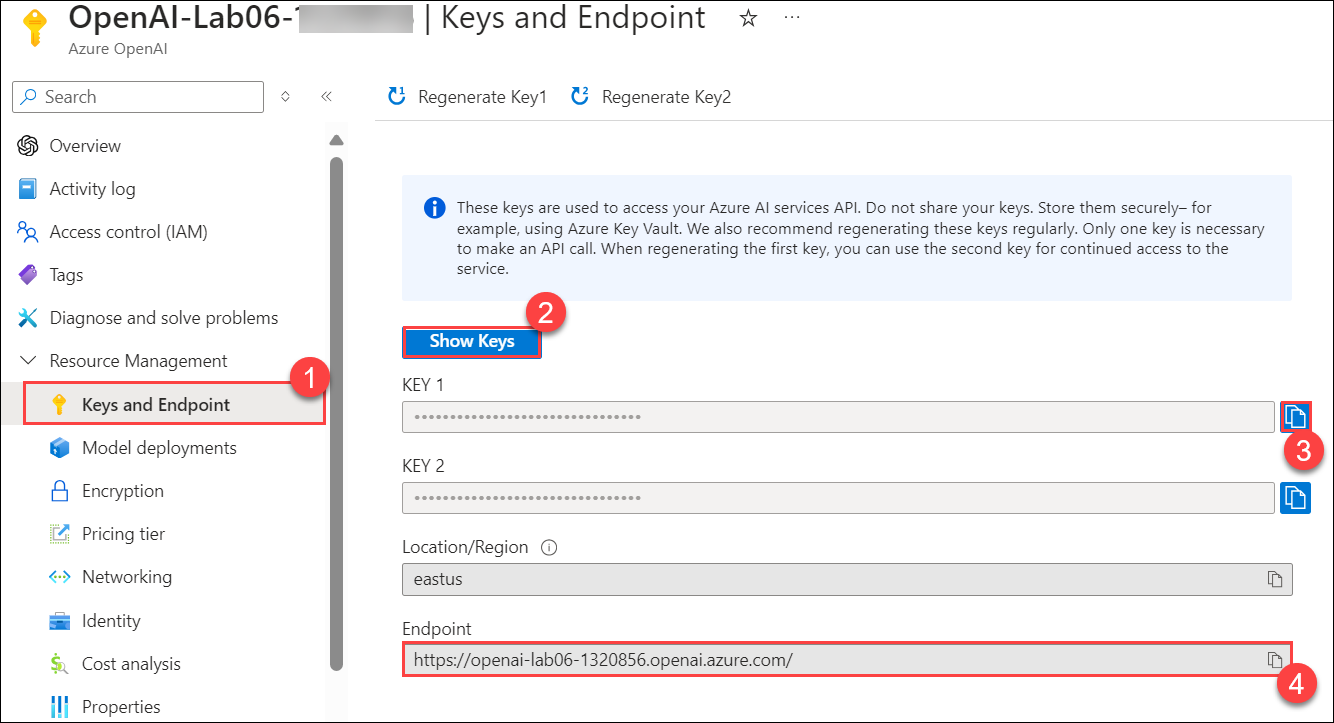 OpenAI-Lab06-1 | Keys and Endpoint
Azure OpenAI
Search
Regenerate Key1
Regenerate Key2
Overview
Activity log
Access control (IAM)
Tags
Diagnose and solve problems
Resource Management
Keys and Endpoint
1
Model deployments
Encryption
Pricing tier
Networking
Identity
Cost analysis
Properties
These keys are used to access your Azure AI services API. Do not share your keys. Store them securely– for
example, using Azure Key Vault. We also recommend regenerating these keys regularly. Only one key is necessary
to make an API call. When regenerating the first key, you can use the second key for continued access to the
service.
Show Keys
2
KEY 1
••••••••••••••••••••••••••••••••
3
KEY 2
••••••••••••••••••••••••••••••••
Location/Region
eastus
Endpoint
https://openai-lab06-1320856.openai.azure.com/
4